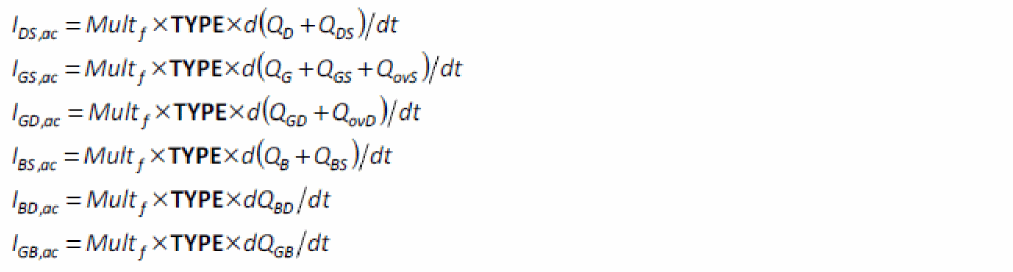 I_{DS,ac} = Mult_f × TYPE × d(Q_D + Q_{DS})/dt
I_{GS,ac} = Mult_f × TYPE × d(Q_G + Q_{GS} + Q_{ovS})/dt
I_{GD,ac} = Mult_f × TYPE × d(Q_{GD} + Q_{ovD})/dt
I_{BS,ac} = Mult_f × TYPE × d(Q_B + Q_{BS})/dt
I_{BD,ac} = Mult_f × TYPE × dQ_{BD}/dt
I_{GB,ac} = Mult_f × TYPE × dQ_{GB}/dt